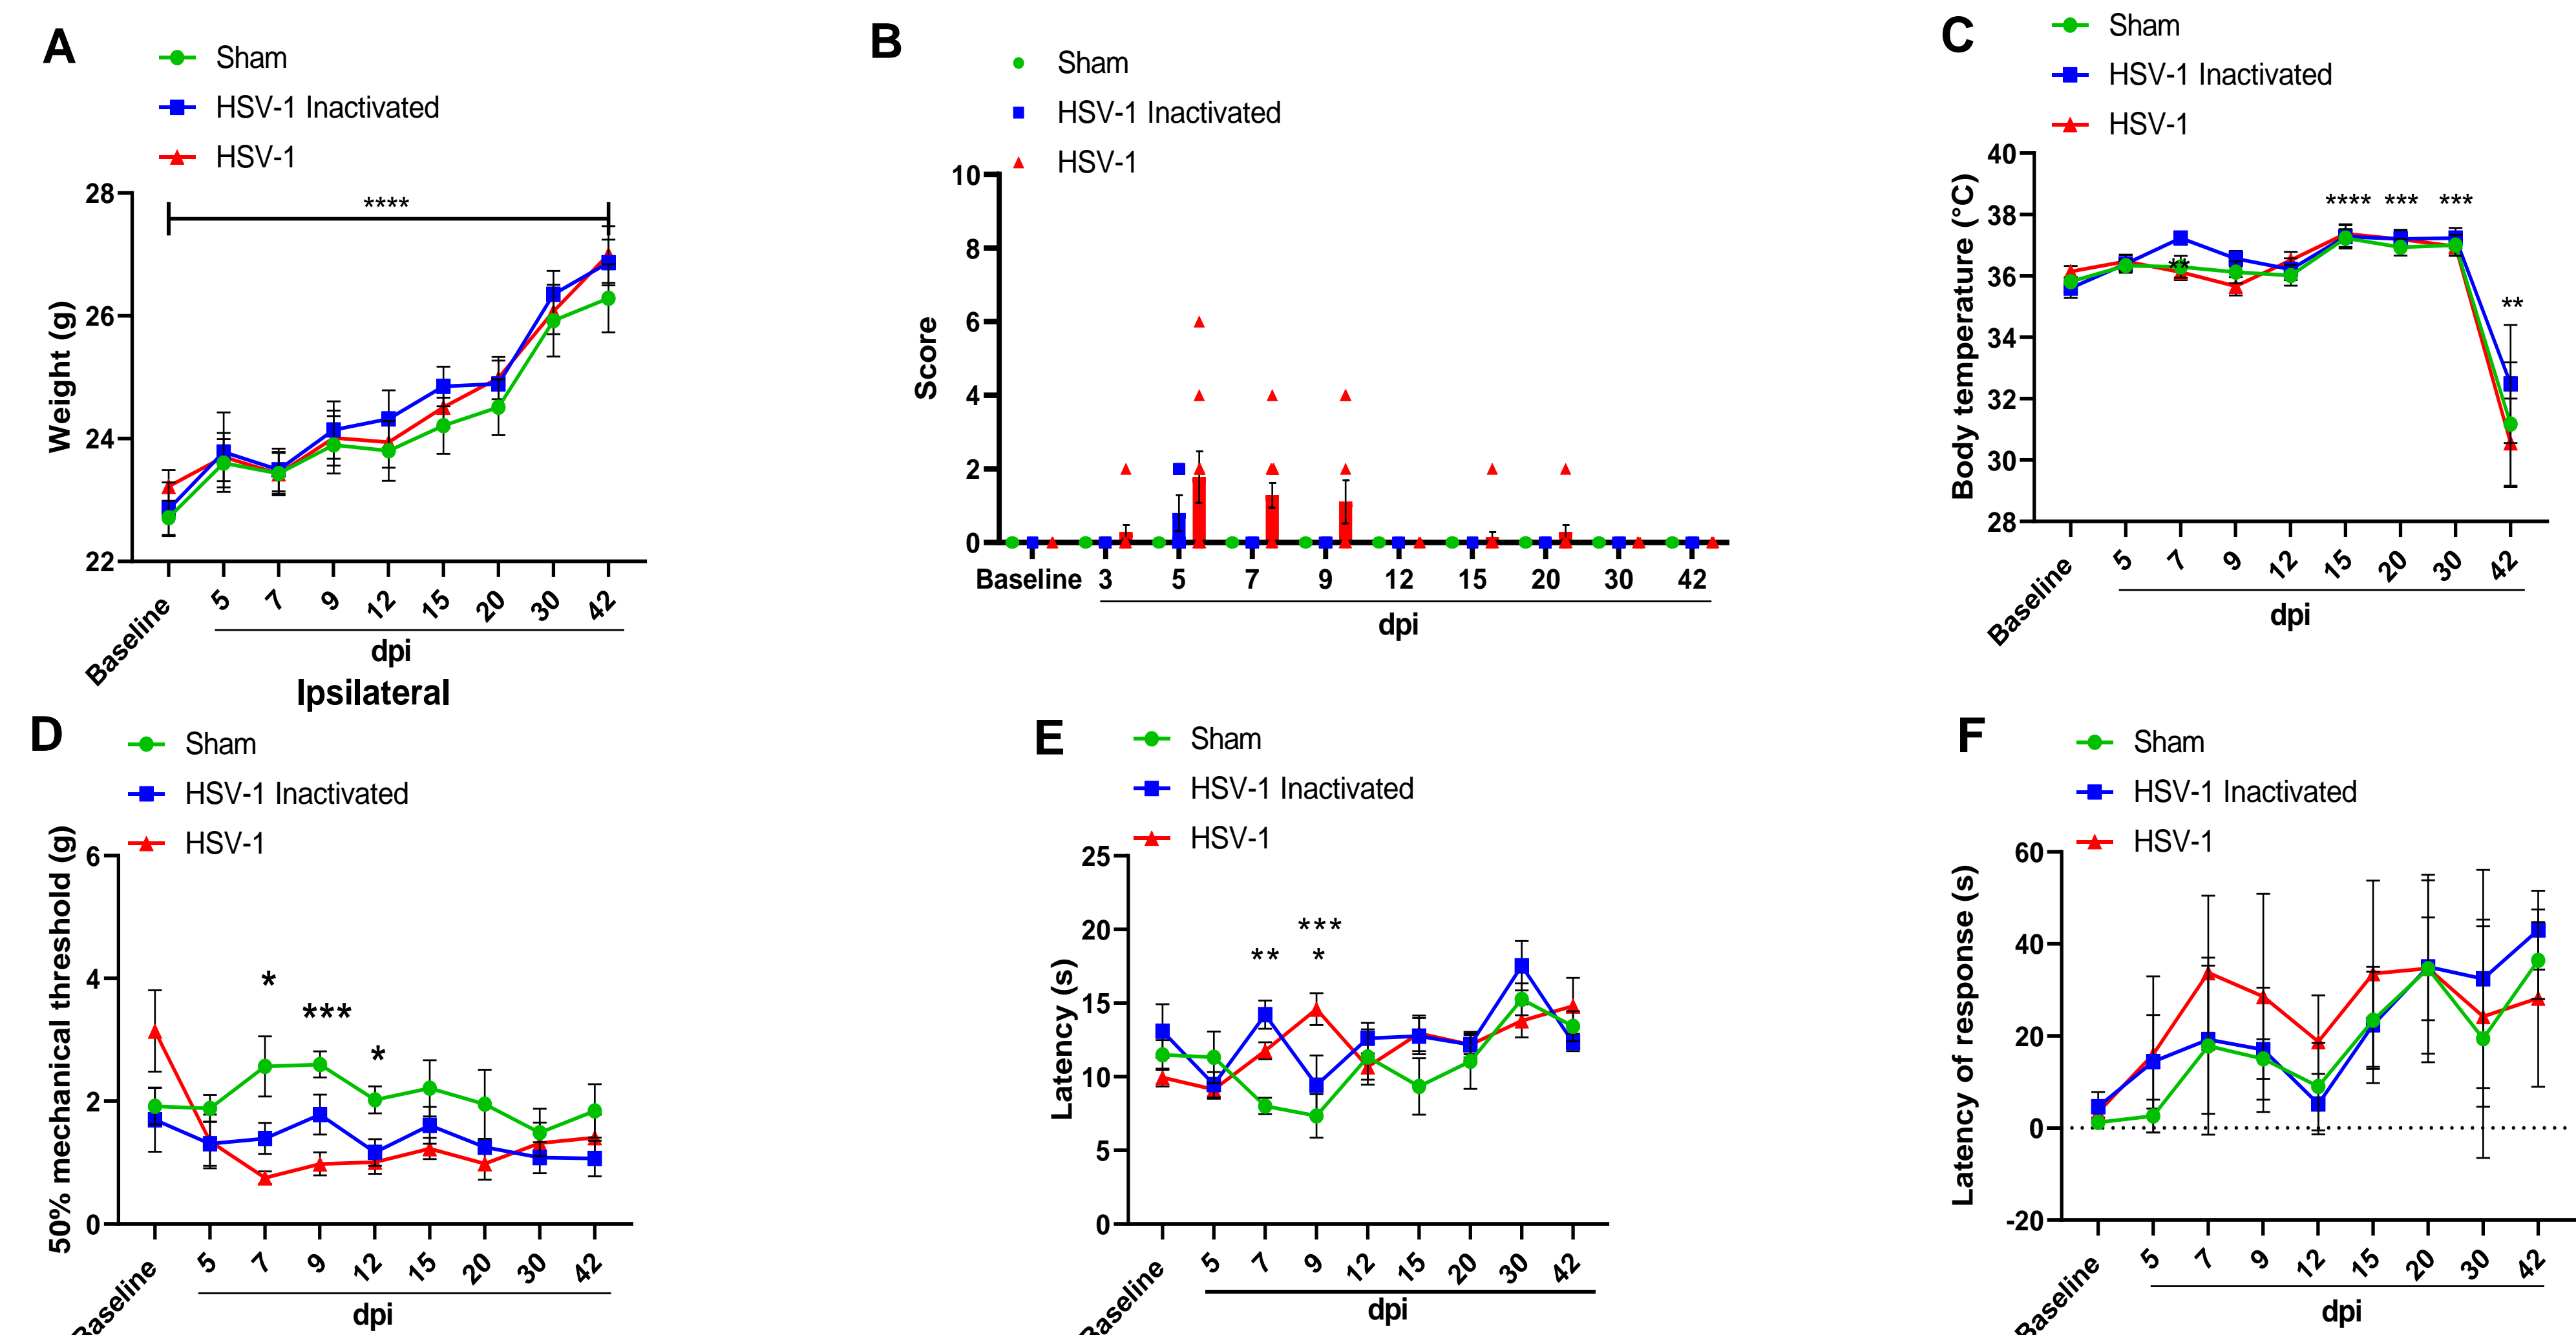 A
Sham
HSV-1 Inactivated
HSV-1
Weight (g)
28
26
24
22
****
Baseline 5 7 9 12 15 20 30 42
dpi
B
Sham
HSV-1 Inactivated
HSV-1
Score
10
8
6
4
2
0
Baseline 3 5 7 9 12 15 20 30 42
dpi
C
Sham
HSV-1 Inactivated
HSV-1
Body temperature (°C)
40
38
36
34
32
30
28
**
**** *** ***
**
Baseline 5 7 9 12 15 20 30 42
dpi
Ipsilateral
D
Sham
HSV-1 Inactivated
HSV-1
50% mechanical threshold (g)
6
4
2
0
*
***
*
Baseline 5 7 9 12 15 20 30 42
dpi
E
Sham
HSV-1 Inactivated
HSV-1
Latency (s)
25
20
15
10
5
0
***
** *
Baseline 5 7 9 12 15 20 30 42
dpi
F
Sham
HSV-1 Inactivated
HSV-1
Latency of response (s)
60
40
20
0
-20
Baseline 5 7 9 12 15 20 30 42
dpi